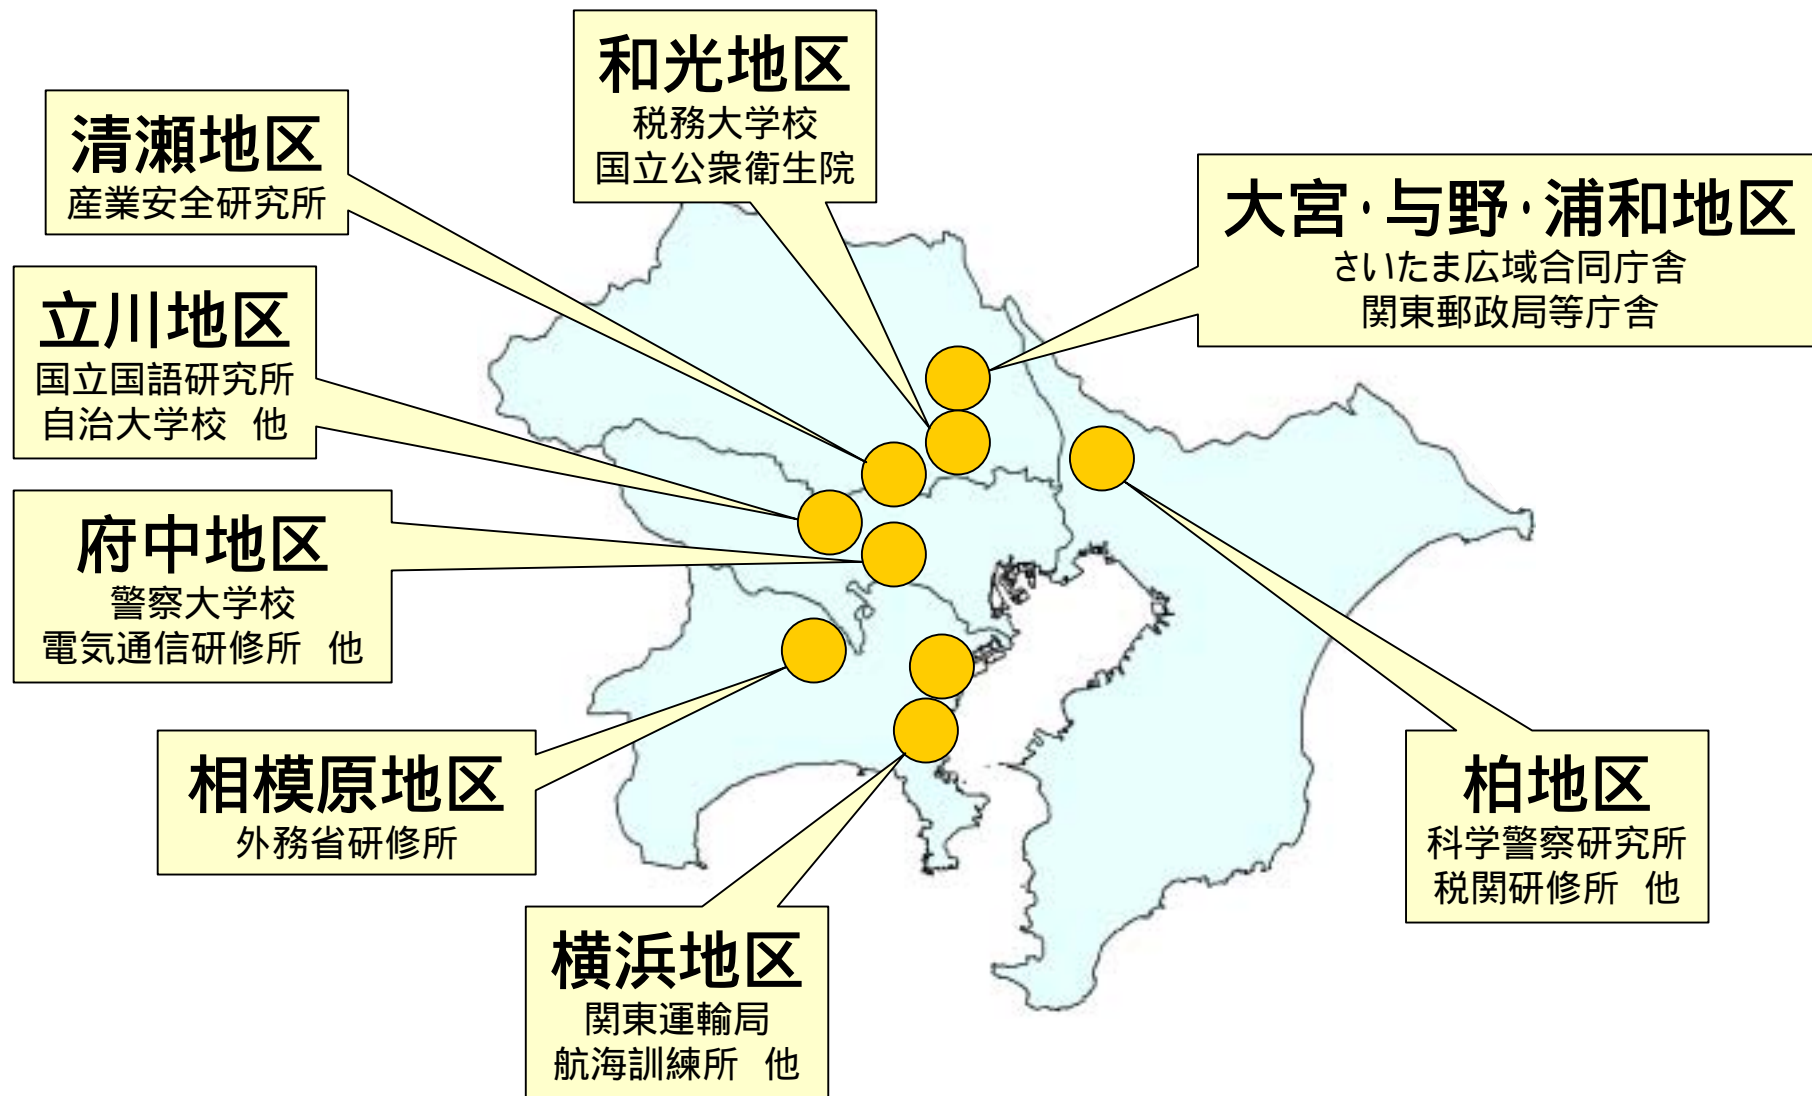 和光地区
税務大学校
国立公衆衛生院
清瀬地区
産業安全研究所
大宮・与野・浦和地区
さいたま広域合同庁舎
関東郵政局等庁舎
立川地区
国立国語研究所
自治大学校 他
府中地区
警察大学校
電気通信研修所 他
相模原地区
外務省研修所
柏地区
科学警察研究所
税関研修所 他
横浜地区
関東運輸局
航海訓練所 他